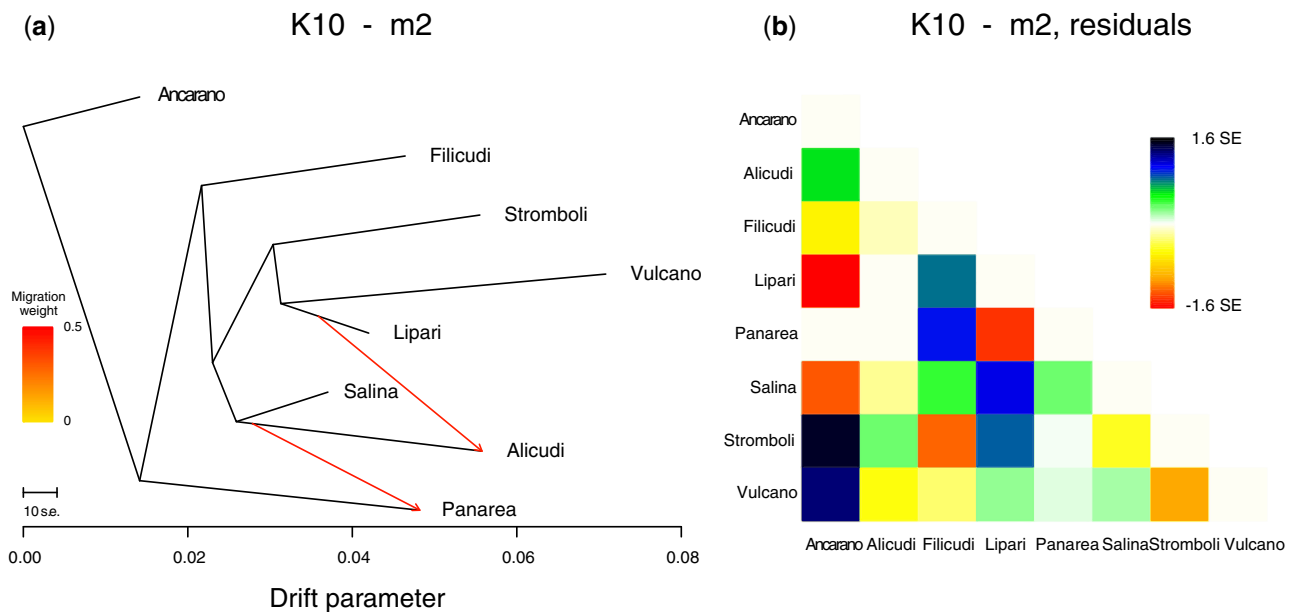 (a)
K10 - m2
Ancarano
Filicudi
Stromboli
Vulcano
Lipari
Salina
Alicudi
Panarea
Migration
weight
0.5
0
10 s.e.
0.00 0.02 0.04 0.06 0.08
Drift parameter
(b)
K10 - m2, residuals
Ancarano
Alicudi
Filicudi
Lipari
Panarea
Salina
Stromboli
Vulcano
1.6 SE
-1.6 SE
Ancarano Alicudi Filicudi Lipari Panarea Salina Stromboli Vulcano